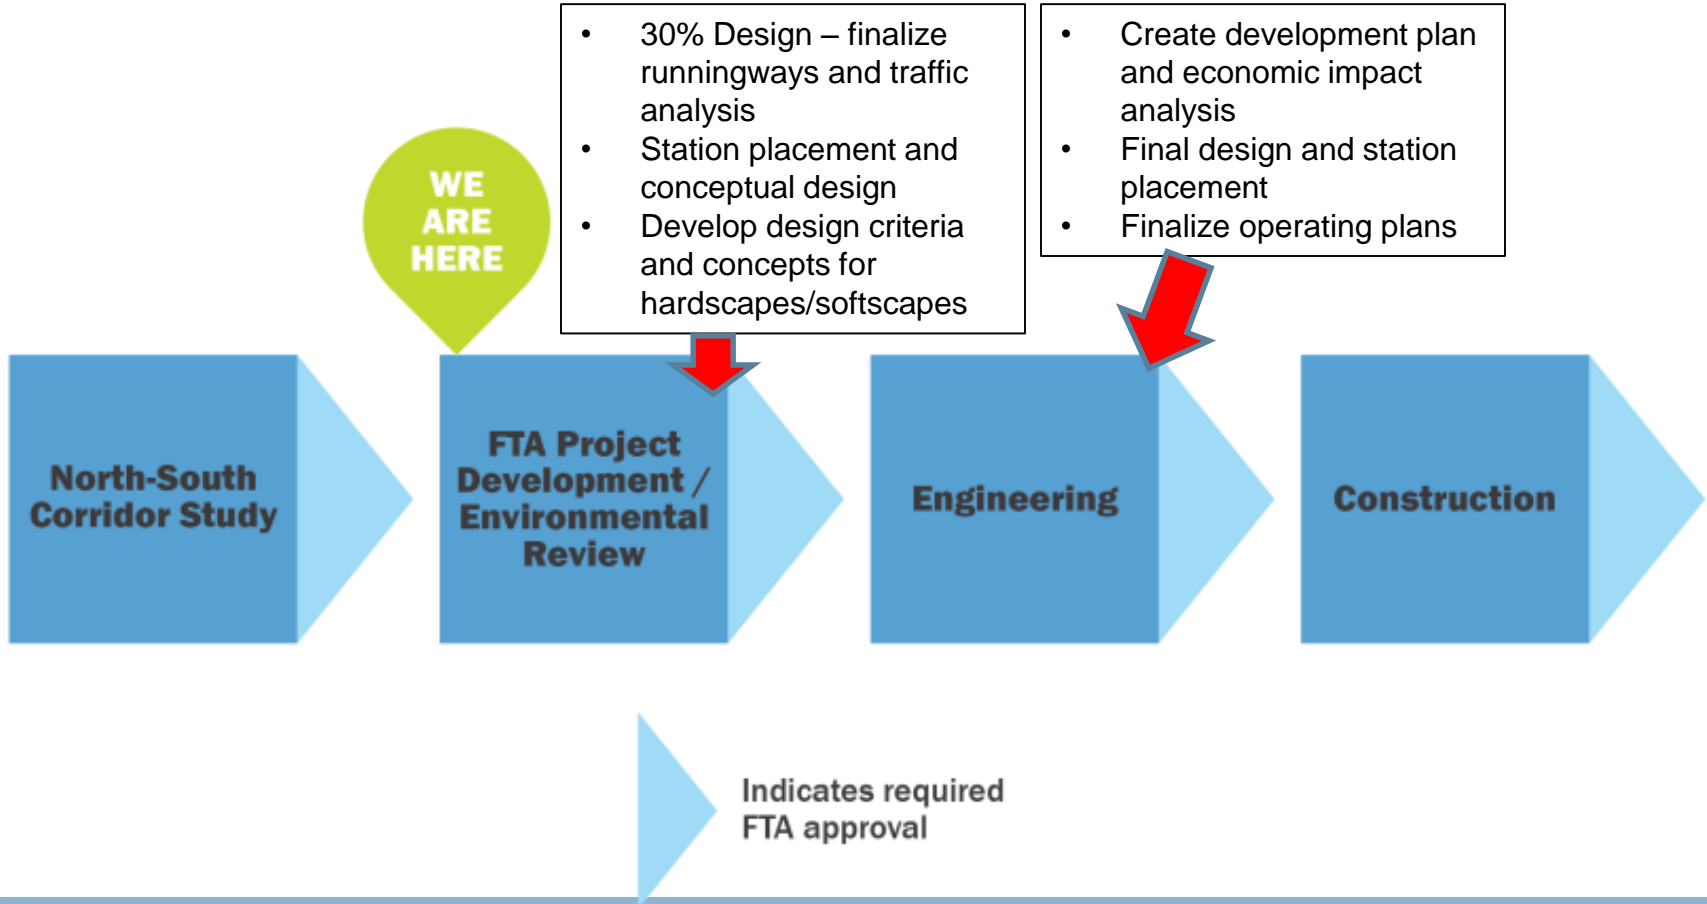 • 30% Design – finalize
runningways and traffic
analysis
• Station placement and
conceptual design
• Develop design criteria
and concepts for
hardscapes/softscapes
• Create development plan
and economic impact
analysis
• Final design and station
placement
• Finalize operating plans
WE
ARE
HERE
North-South
Corridor Study
FTA Project
Development /
Environmental
Review
Engineering
Construction
Indicates required
FTA approval